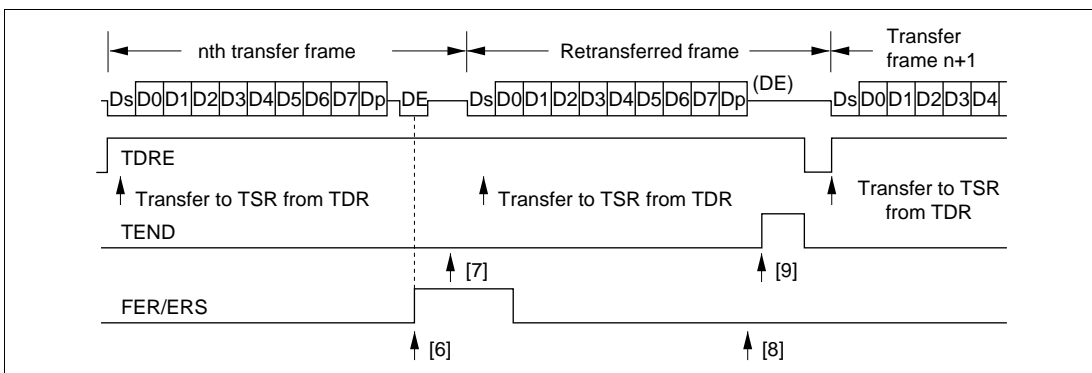 nth transfer frame
Retransferred frame
Transfer
frame n+1
Ds D0 D1 D2 D3 D4 D5 D6 D7 Dp DE Ds D0 D1 D2 D3 D4 D5 D6 D7 Dp (DE) Ds D0 D1 D2 D3 D4
TDRE
Transfer to TSR from TDR
Transfer to TSR from TDR
Transfer to TSR
from TDR
TEND
[7]
[9]
FER/ERS
[6]
[8]